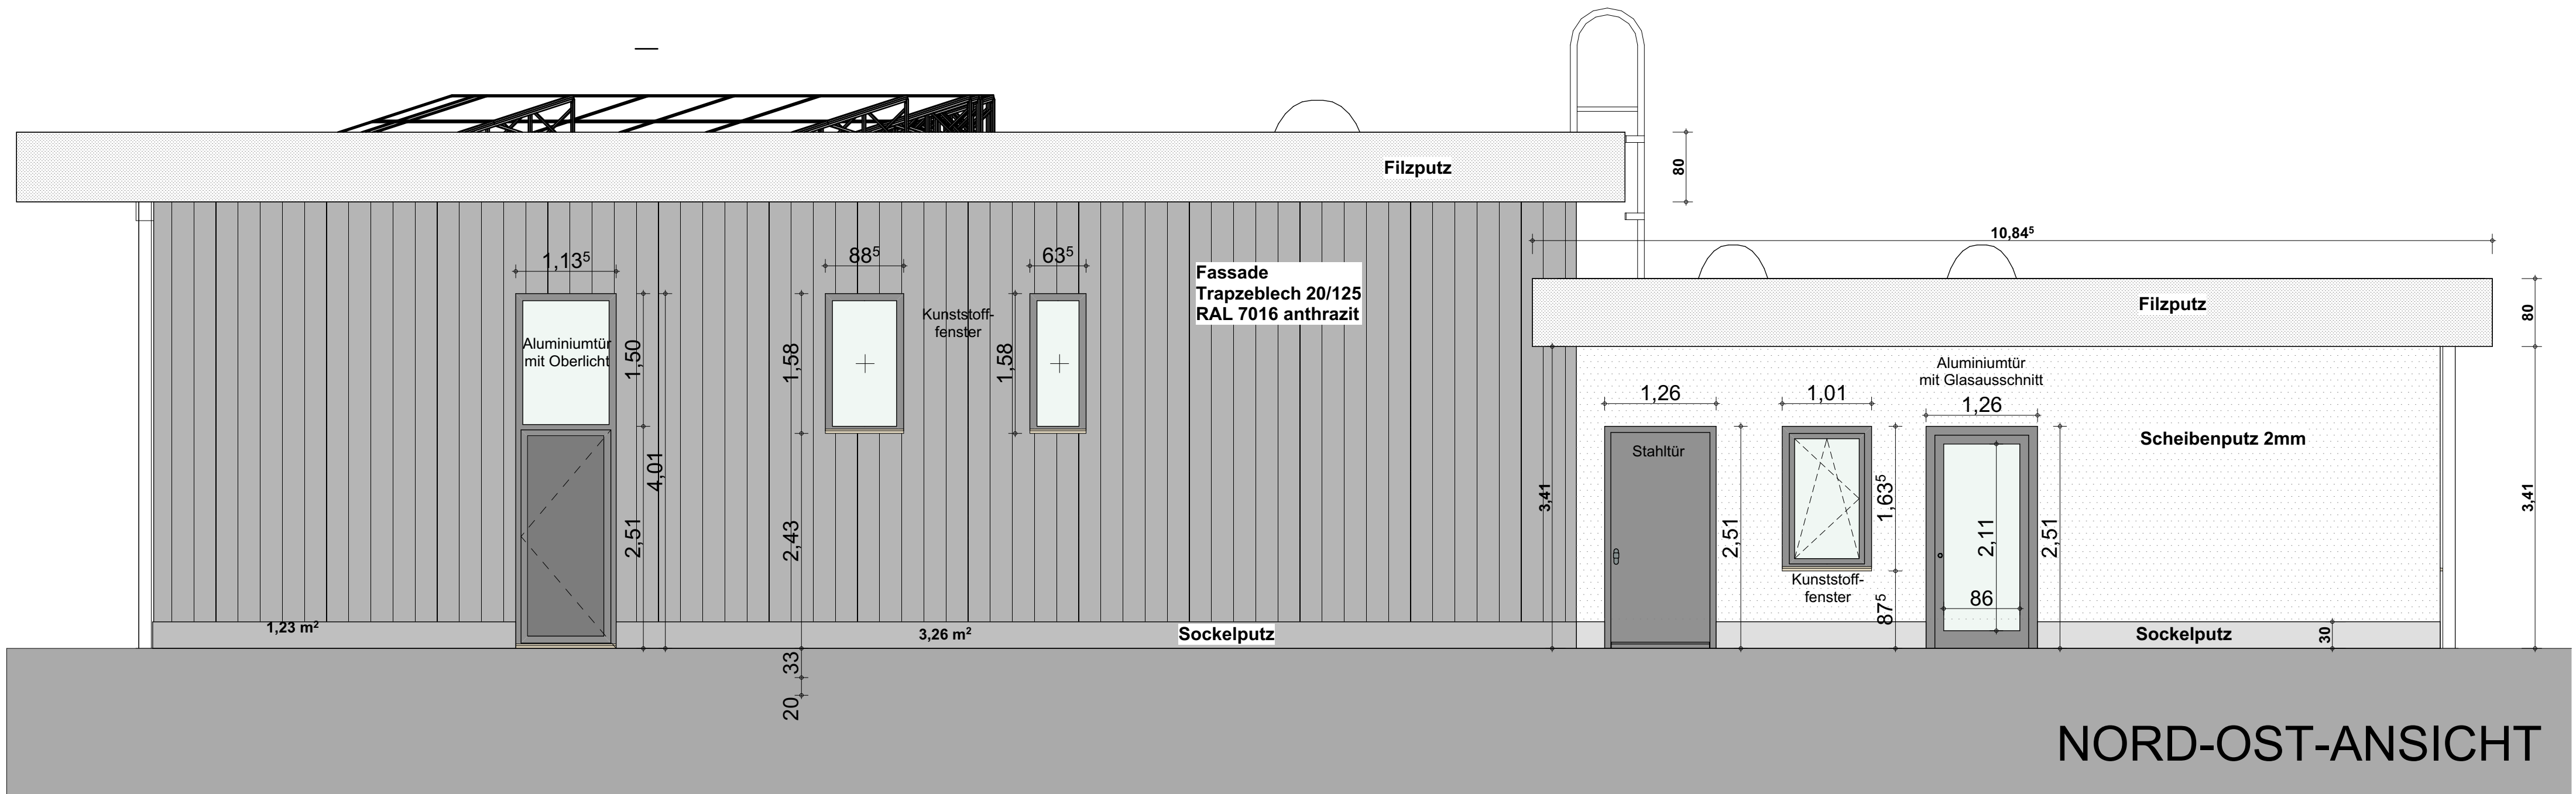 Filzputz
80
10,84⁵
1,13⁵
88⁵
63⁵
Fassade
Trapzeblech 20/125
RAL 7016 anthrazit
Filzputz
80
Kunststoff-
fenster
Aluminiumtür
mit Oberlicht
1,50
1,58
1,58
Aluminiumtür
mit Glasausschnitt
1,26
1,01
1,26
Scheibenputz 2mm
Stahltür
4,01
3,41
1,63⁵
3,41
2,51
2,43
2,51
2,11
2,51
Kunststoff-
fenster
86
87⁵
1,23 m²
3,26 m²
Sockelputz
Sockelputz
30
33
20
NORD-OST-ANSICHT